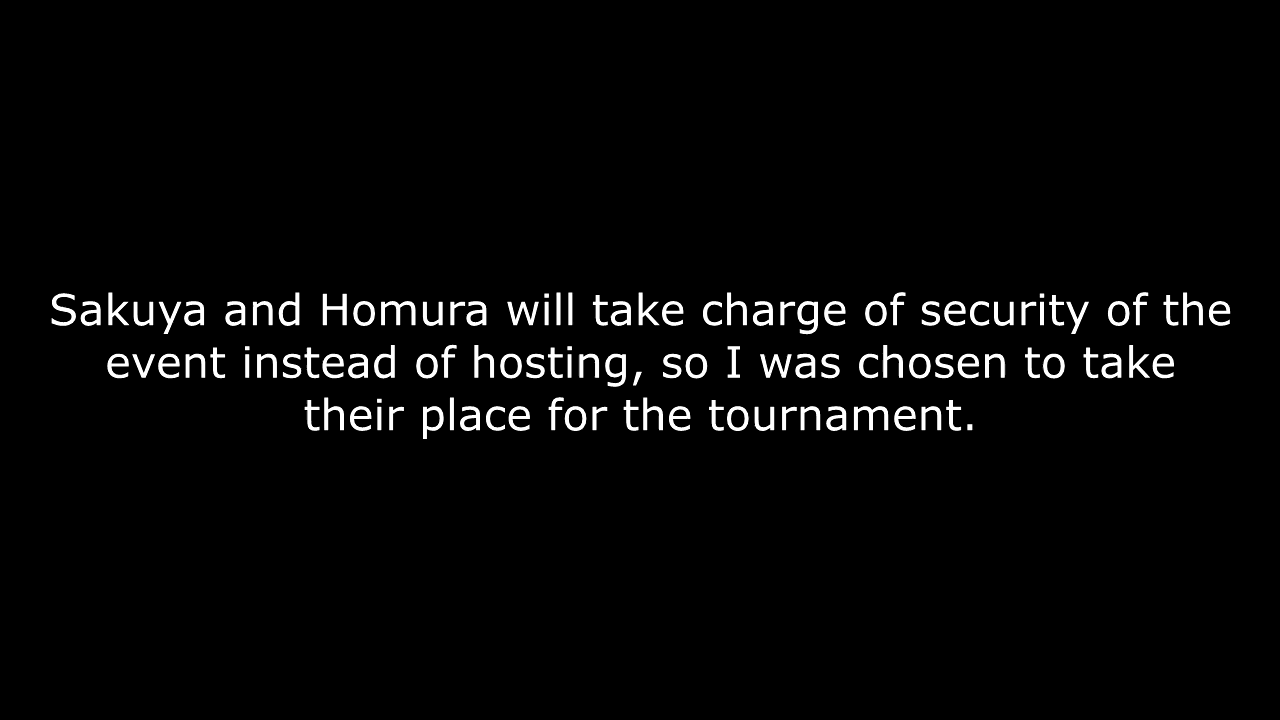 Sakuya and Homura will take charge of security of the
event instead of hosting, so I was chosen to take
their place for the tournament.